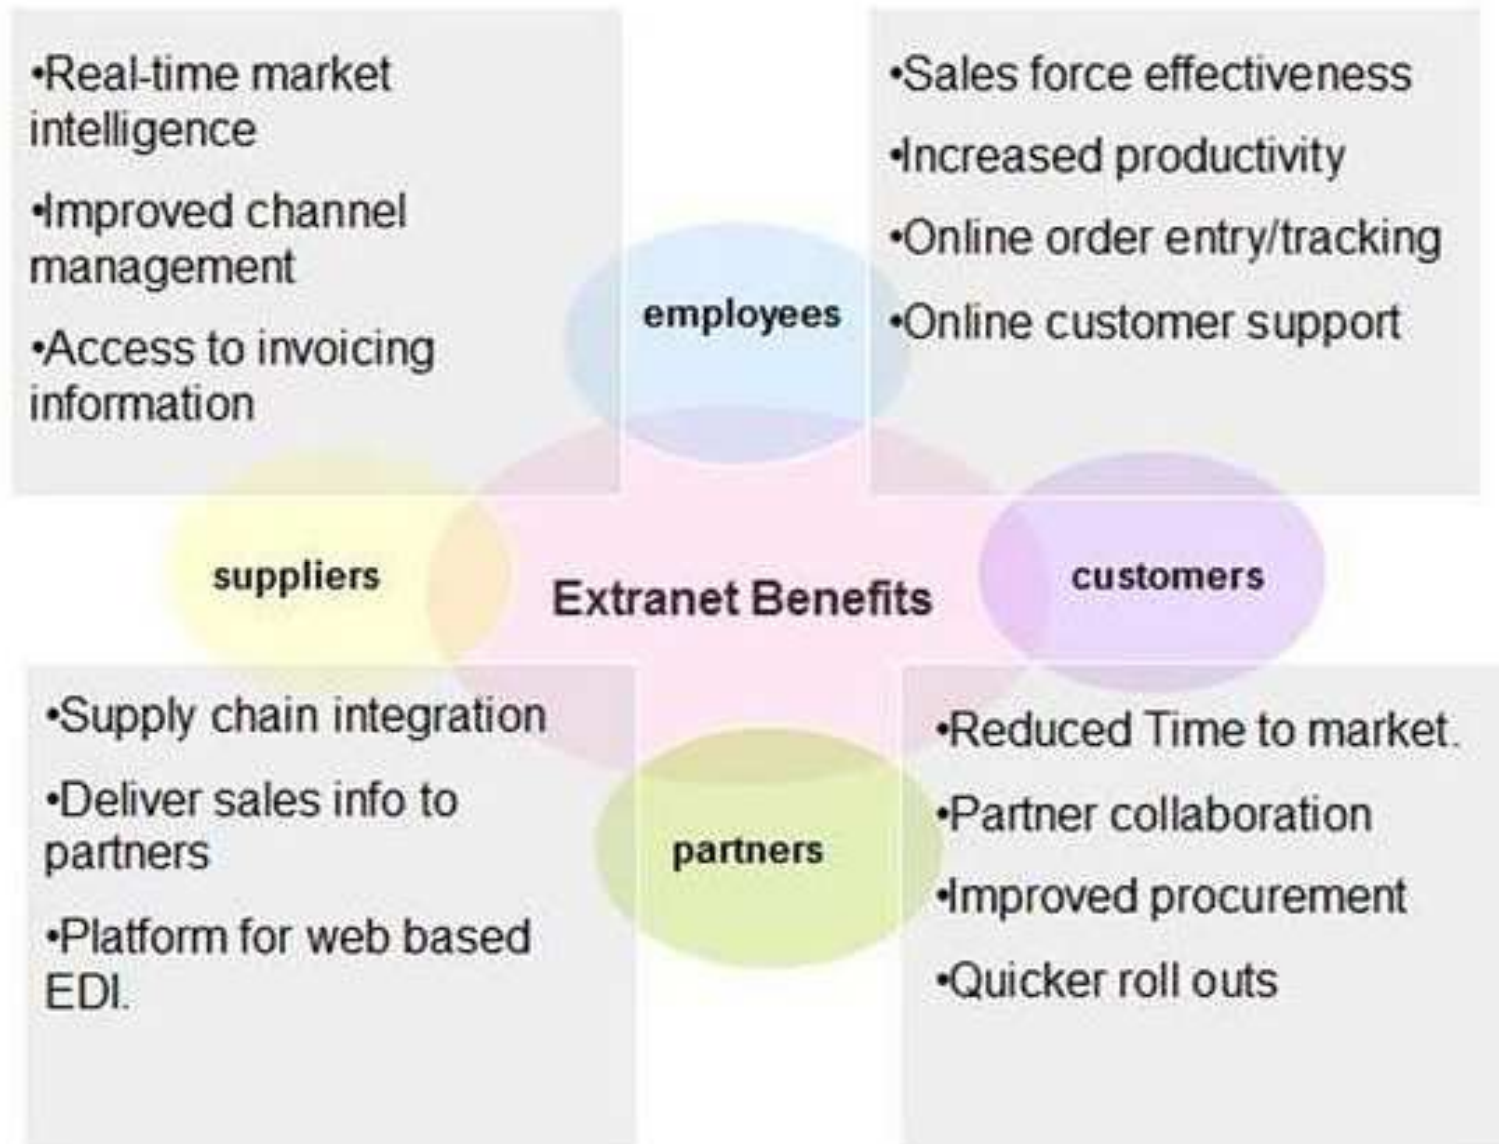 •Real-time market
intelligence
•Improved channel
management
•Access to invoicing
information
•Sales force effectiveness
•Increased productivity
•Online order entry/tracking
•Online customer support
employees
suppliers
Extranet Benefits
customers
partners
•Supply chain integration
•Deliver sales info to
partners
•Platform for web based
EDI.
•Reduced Time to market.
•Partner collaboration
•Improved procurement
•Quicker roll outs